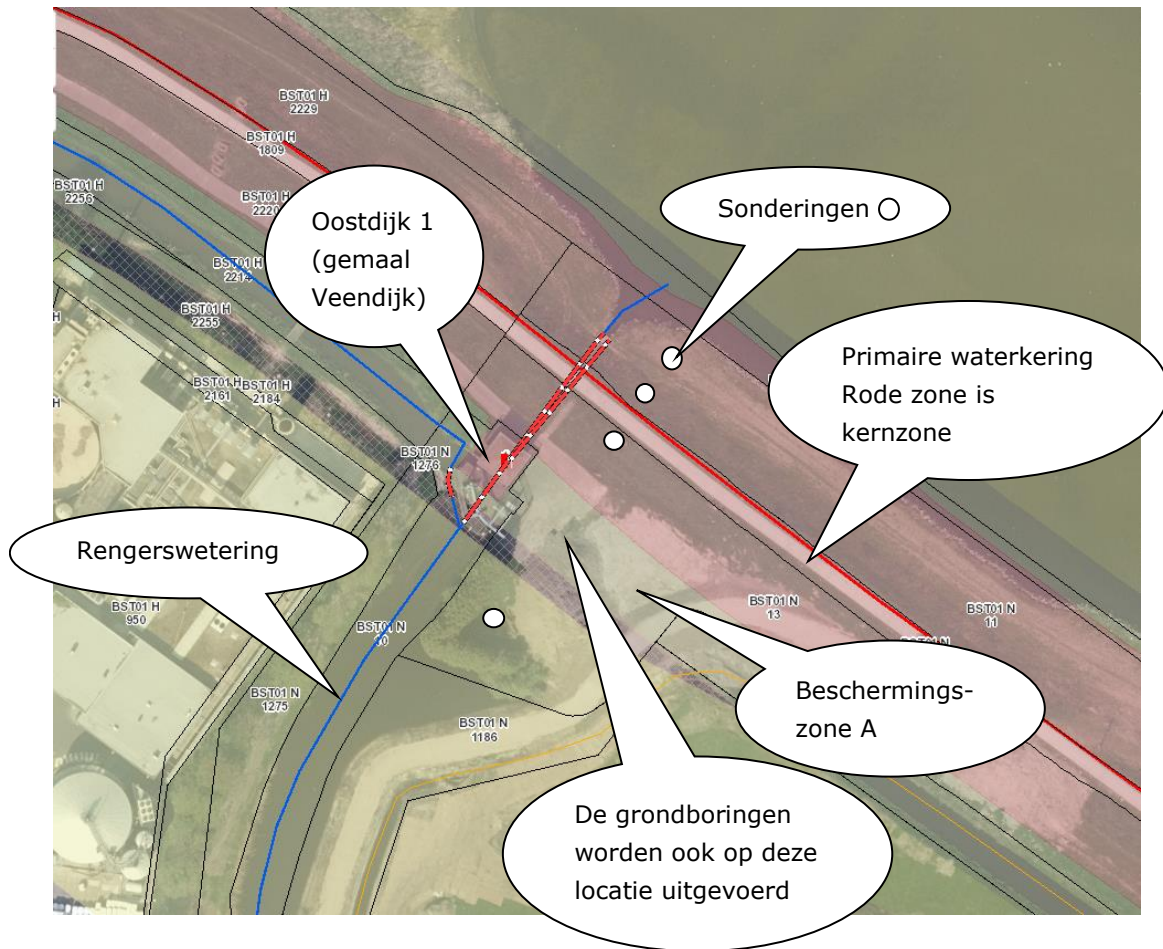 BST01 H
2229
BST01 H
1809
BST01 H
2220
BST01 H
2256
BST01 H
2214
BST01 H
2255
BST01 H
2161
BST01 H
2184
H
H
Oostdijk 1
(gemaal
Veendijk)
Sonderingen
Primaire waterkering
Rode zone is
kernzone
BST01 N
1276
Rengerswetering
BST01 H
950
BST01 N
10
BST01 N
1275
BST01 N
1186
BST01 N
13
BST01 N
11
Beschermings-
zone A
De grondboringen
worden ook op deze
locatie uitgevoerd